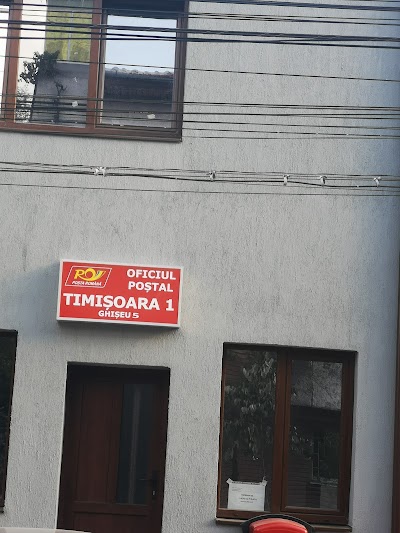 POȘTA ROMÂNĂ
OFICIUL
POȘTAL
TIMIȘOARA 1
GHIȘEU 5